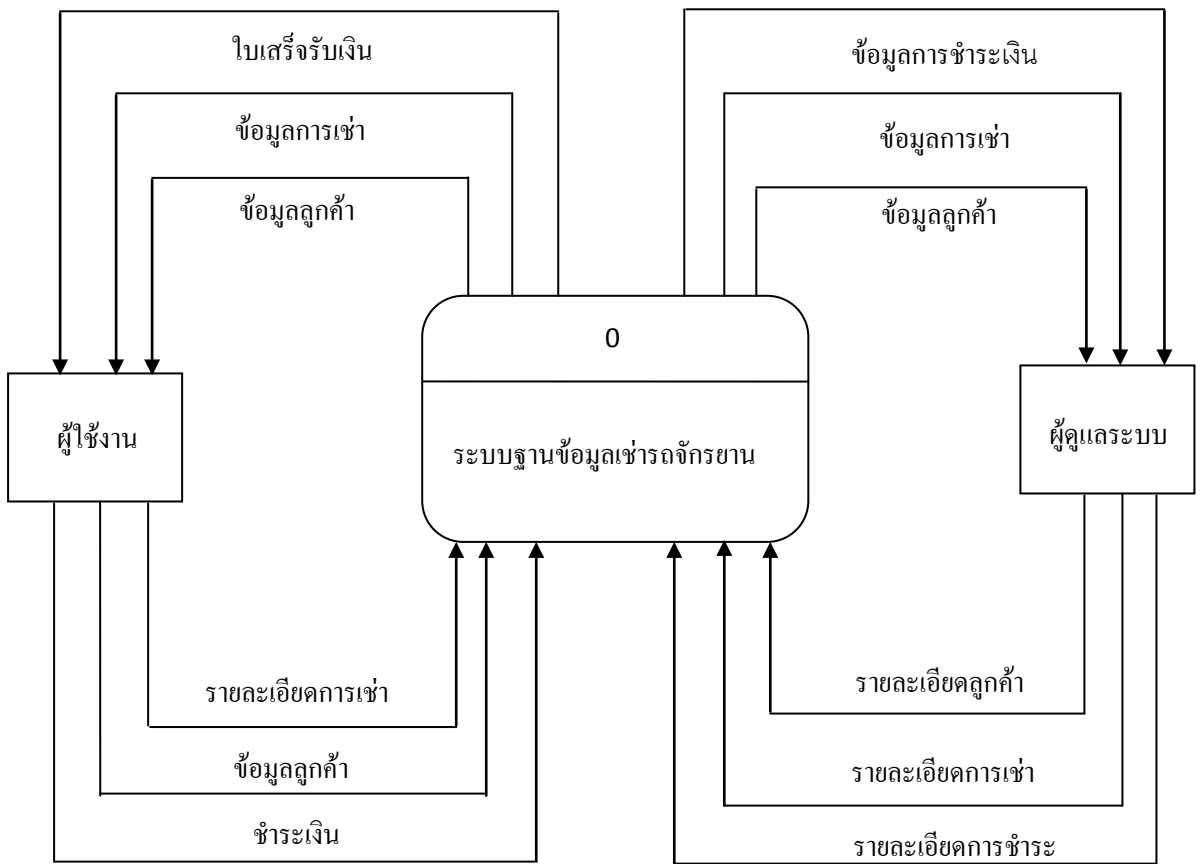 ใบเสร็จรับเงิน
ข้อมูลการชำระเงิน
ข้อมูลการเช่า
ข้อมูลการเช่า
ข้อมูลลูกค้า
ข้อมูลลูกค้า
0
ผู้ใช้งาน
ระบบฐานข้อมูลเช่ารถจักรยาน
ผู้ดูแลระบบ
รายละเอียดการเช่า
รายละเอียดลูกค้า
ข้อมูลลูกค้า
รายละเอียดการเช่า
ชำระเงิน
รายละเอียดการชำระ